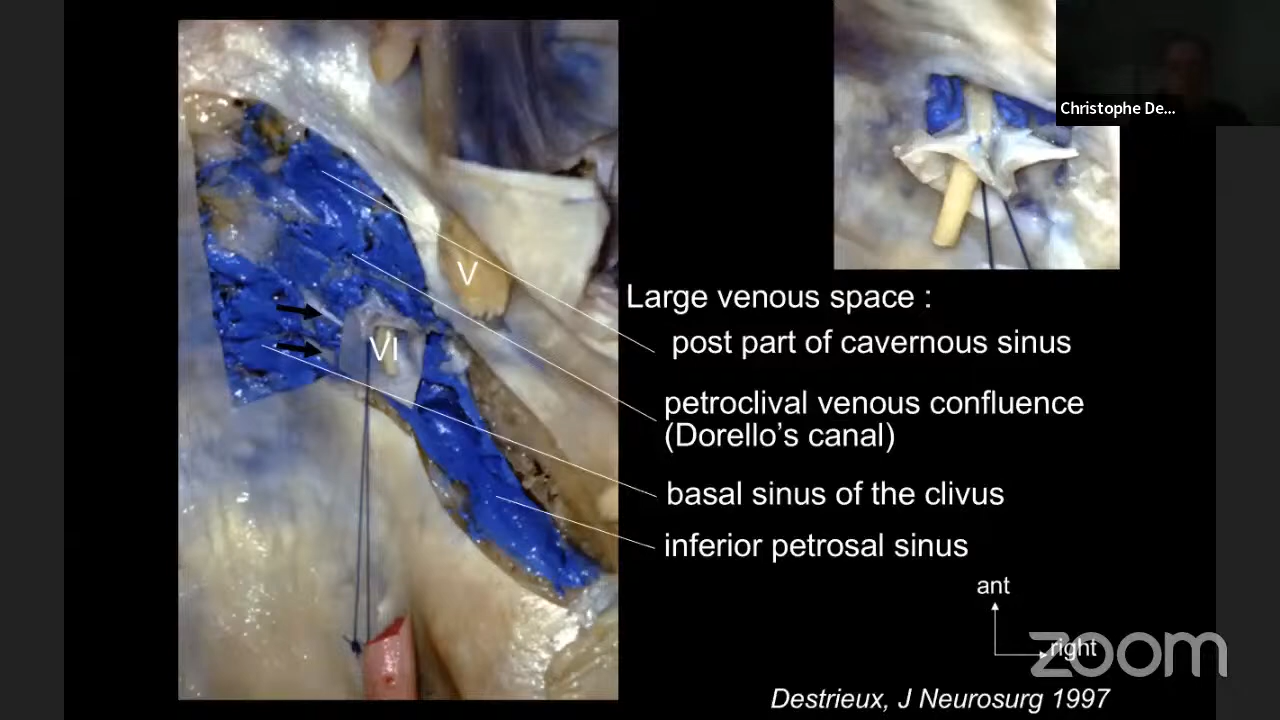 Christophe De...
V
VI
Large venous space :
post part of cavernous sinus
petroclival venous confluence
(Dorello's canal)
basal sinus of the clivus
inferior petrosal sinus
ant
right
zoom
Destrieux, J Neurosurg 1997